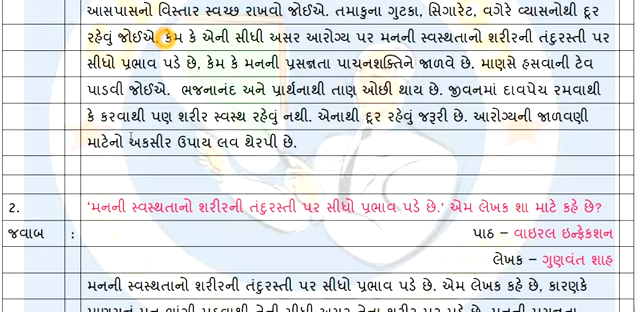 આસપાસનો વિસ્તાર સ્વચ્છ રાખવો જોઈએ. તમાકુના ગુટકા, સિગારેટ, વગેરે વ્યાસનોથી દૂર
રહેવું જોઈએ. કેમ કે એની સીધી અસર આરોગ્ય પર મનની સ્વસ્થતાનો શરીરની તંદુરસ્તી પર
સીધો પ્રભાવ પડે છે, કેમ કે મનની પ્રસન્નતા પાચનશક્તિને જાળવે છે. માણસે હસવાની ટેવ
પાડવી જોઈએ. ભજનાનંદ અને પ્રાર્થનાથી તાણ ઓછી થાય છે. જીવનમાં દાવપેચ રમવાથી
કે કરવાથી પણ શરીર સ્વસ્થ રહેવું નથી. એનાથી દૂર રહેવું જરૂરી છે. આરોગ્યની જાળવણી
માટેનો અકસીર ઉપાય લવ થેરપી છે.
2. ‘મનની સ્વસ્થતાનો શરીરની તંદુરસ્તી પર સીધો પ્રભાવ પડે છે.’ એમ લેખક શા માટે કહે છે?
જવાબ : પાઠ – વાઇરલ ઇન્ફેકશન
લેખક – ગુણવંત શાહ
મનની સ્વસ્થતાનો શરીરની તંદુરસ્તી પર સીધો પ્રભાવ પડે છે. એમ લેખક કહે છે, કારણકે